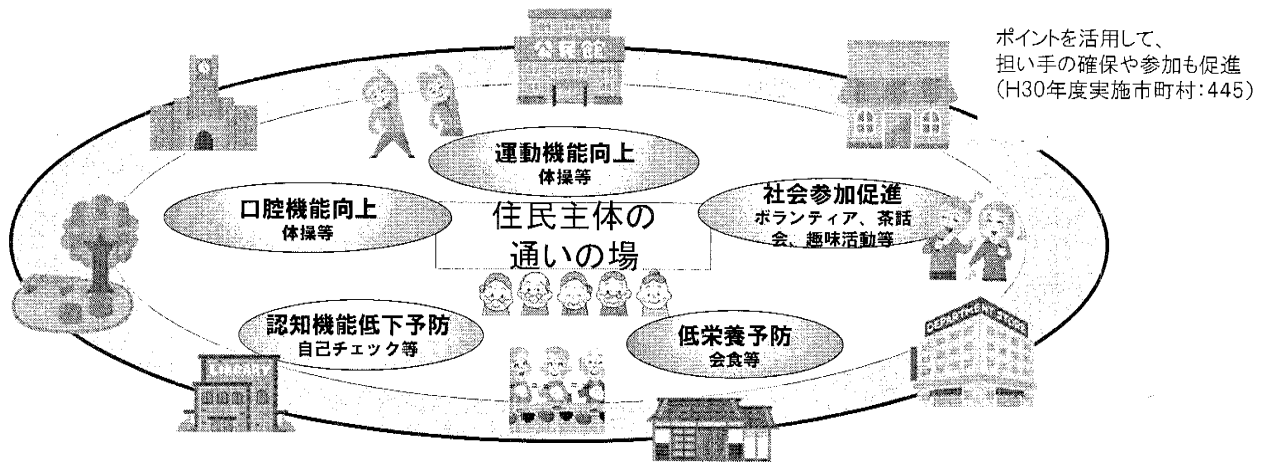 公民館
ポイントを活用して、
担い手の確保や参加も促進
(H30年度実施市町村:445)
運動機能向上
体操等
口腔機能向上
体操等
社会参加促進
ボランティア、茶話
会、趣味活動等
住民主体の
通いの場
認知機能低下予防
自己チェック等
低栄養予防
会食等
DEPARTMENT STORE
LIBRARY